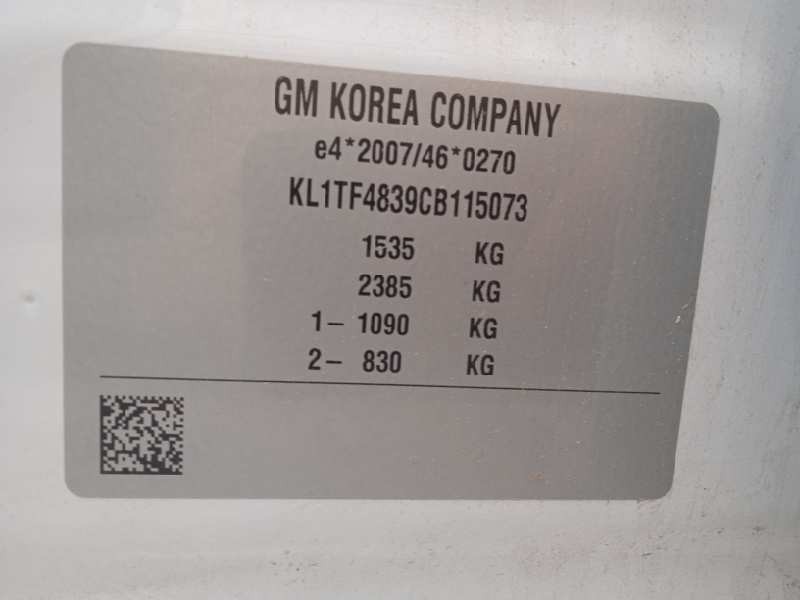 GM KOREA COMPANY
e4*2007/46*0270
KL1TF4839CB115073
1535 KG
2385 KG
1- 1090 KG
2- 830 KG